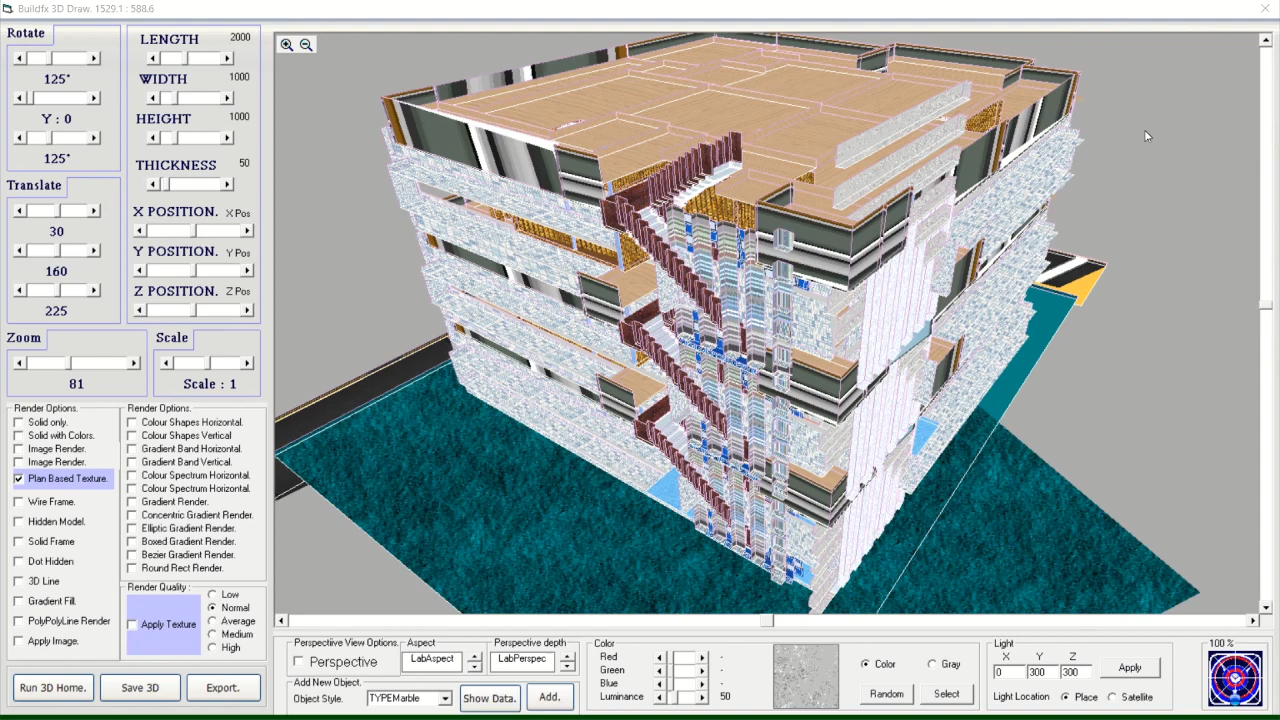 Buildfx 3D Draw. 1529.1 : 588.6
Rotate
125°
Y : 0
125°
Translate
30
160
225
LENGTH 2000
WIDTH 1000
HEIGHT 1000
THICKNESS 50
X POSITION. X Pos
Y POSITION. Y Pos
Z POSITION. Z Pos
Zoom
81
Scale
Scale : 1
Render Options.
Solid only.
Solid with Colors.
Image Render.
Image Render.
Plan Based Texture.
Wire Frame.
Hidden Model.
Solid Frame
Dot Hidden
3D Line
Gradient Fill.
PolyPolyLine Render
Apply Image.
Render Options.
Colour Shapes Horizontal.
Colour Shapes Vertical
Gradient Band Horizontal.
Gradient Band Vertical.
Colour Spectrum Horizontal.
Colour Spectrum Horizontal.
Gradient Render.
Concentric Gradient Render.
Elliptic Gradient Render.
Boxed Gradient Render.
Bezier Gradient Render.
Round Rect Render.
Render Quality :
Apply Texture
Low
Normal
Average
Medium
High
Run 3D Home.
Save 3D
Export.
Perspective View Options.
Perspective
Aspect
LabAspect
Perspective depth
LabPerspec
Add New Object.
Object Style:
TYPEMarble
Show Data.
Add.
Color
Red -
Green -
Blue -
Luminance 50
Color
Gray
Random
Select
Light
X Y Z
0 300 300
Apply
Light Location
Place
Satellite
100 %